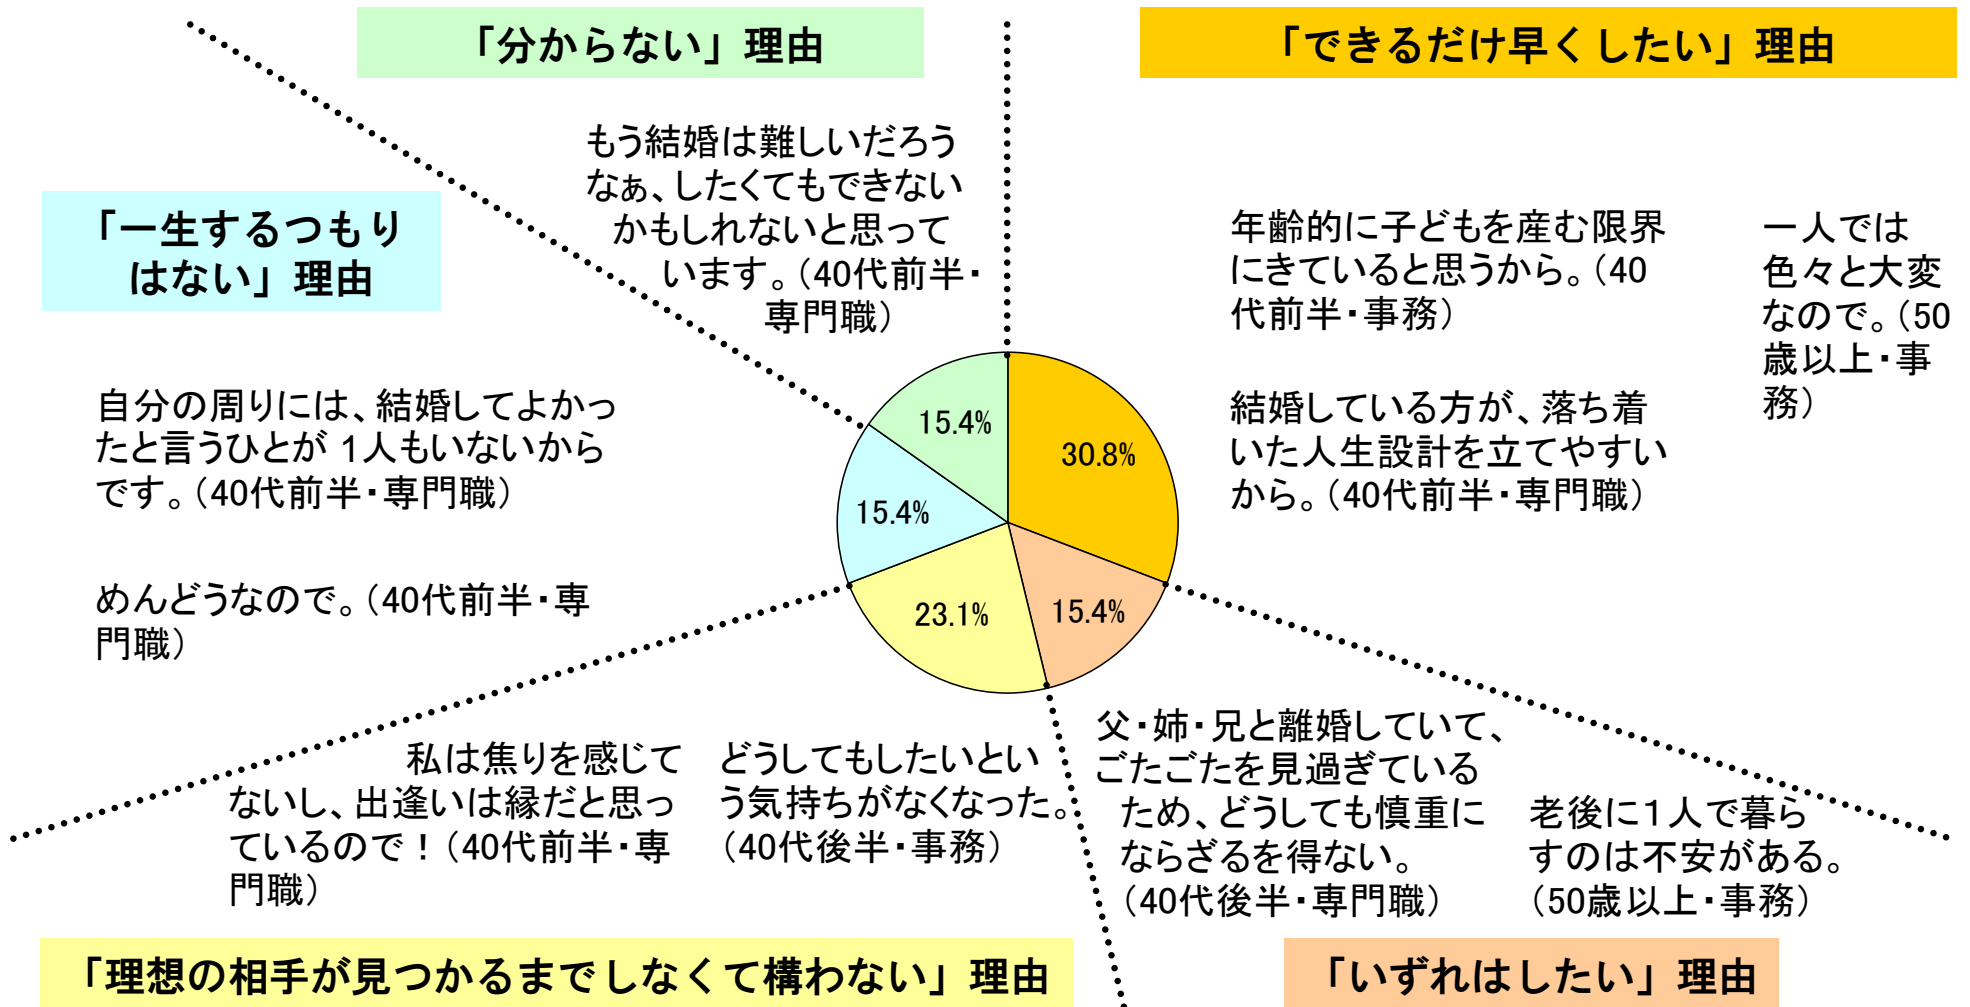 「分からない」理由
もう結婚は難しいだろう
なぁ、したくてもできない
かもしれないと思って
います。（40代前半・
専門職）
「できるだけ早くしたい」理由
年齢的に子どもを産む限界
にきていると思うから。（40
代前半・事務）
結婚している方が、落ち着
いた人生設計を立てやすい
から。（40代前半・専門職）
一人では
色々と大変
なので。（50
歳以上・事
務）
「一生するつもり
はない」理由
自分の周りには、結婚してよかっ
たと言うひとが 1人もいないから
です。（40代前半・専門職）
めんどうなので。（40代前半・専
門職）
15.4%
30.8%
15.4%
23.1%
15.4%
私は焦りを感じて
ないし、出逢いは縁だと思っ
ているので！（40代前半・専
門職）
どうしてもしたいとい
う気持ちがなくなった。
（40代後半・事務）
「理想の相手が見つかるまでしなくて構わない」理由
父・姉・兄と離婚していて、
ごたごたを見過ぎている
ため、どうしても慎重に
ならざるを得ない。
（40代後半・専門職）
老後に１人で暮ら
すのは不安がある。
（50歳以上・事務）
「いずれはしたい」理由